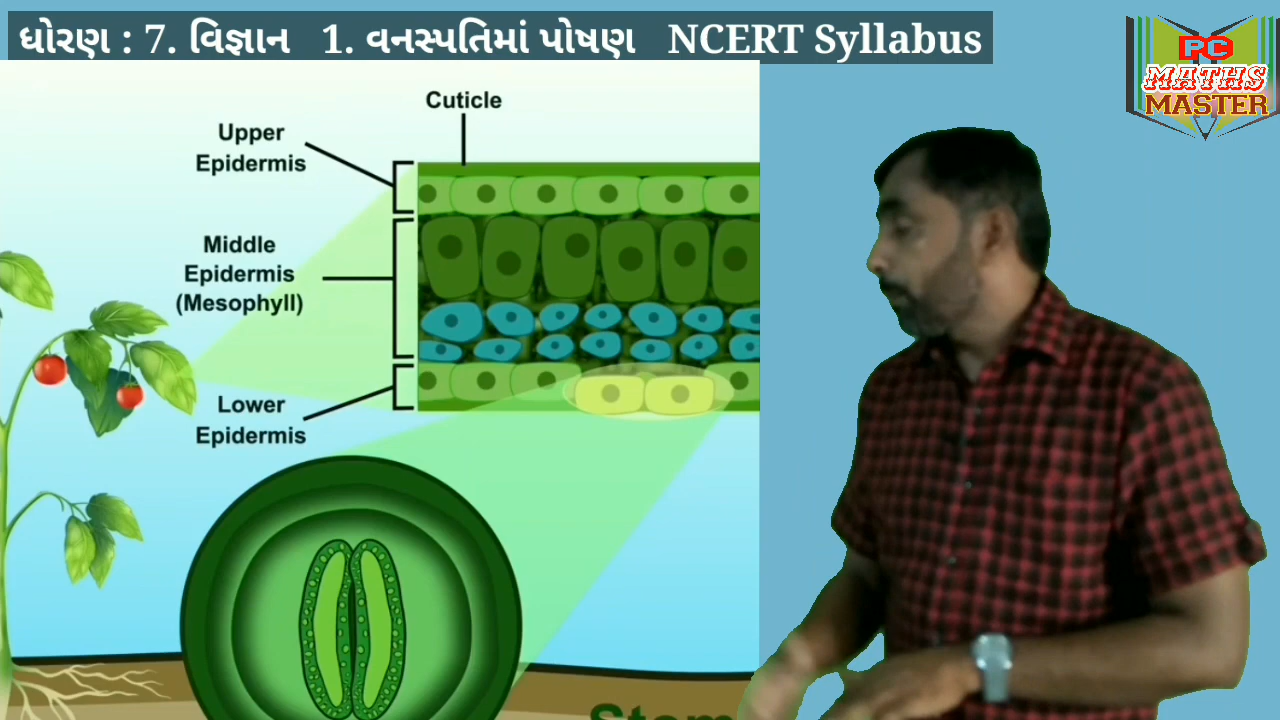 ધોરણ : 7. વિજ્ઞાન 1. વનસ્પતિમાં પોષણ NCERT Syllabus
PC
MATHS
MASTER
Cuticle
Upper
Epidermis
Middle
Epidermis
(Mesophyll)
Lower
Epidermis